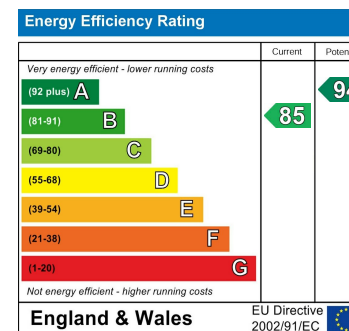 Energy Efficiency Rating
Current
Very energy efficient - lower running costs
(92 plus) A
(81-91) B
85
(69-80) C
(55-68) D
(39-54) E
(21-38) F
(1-20) G
Not energy efficient - higher running costs
England & Wales
EU Directive
2002/91/EC